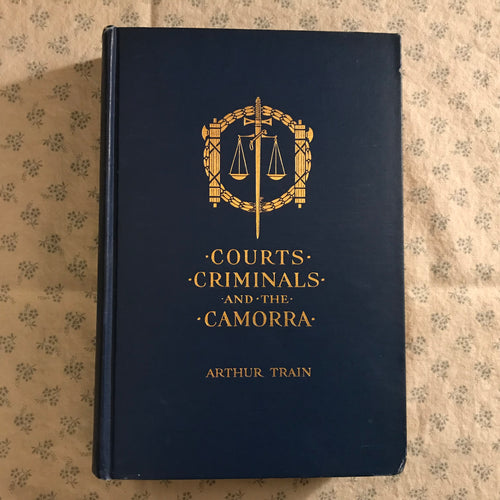 ·COURTS·
·CRIMINALS·
·AND·THE·
·CAMORRA·
ARTHUR TRAIN